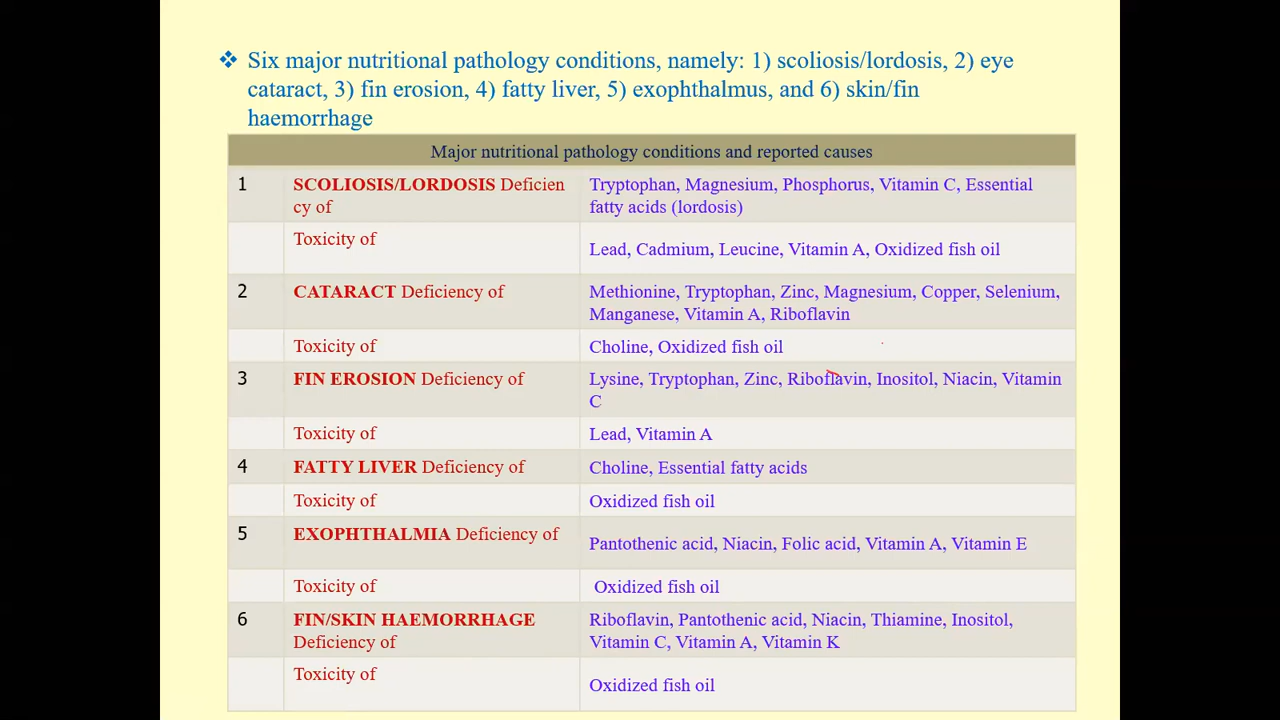 ❖ Six major nutritional pathology conditions, namely: 1) scoliosis/lordosis, 2) eye
cataract, 3) fin erosion, 4) fatty liver, 5) exophthalmus, and 6) skin/fin
haemorrhage
Major nutritional pathology conditions and reported causes
1 SCOLIOSIS/LORDOSIS Deficien Tryptophan, Magnesium, Phosphorus, Vitamin C, Essential
cy of fatty acids (lordosis)
Toxicity of Lead, Cadmium, Leucine, Vitamin A, Oxidized fish oil
2 CATARACT Deficiency of Methionine, Tryptophan, Zinc, Magnesium, Copper, Selenium,
Manganese, Vitamin A, Riboflavin
Toxicity of Choline, Oxidized fish oil
3 FIN EROSION Deficiency of Lysine, Tryptophan, Zinc, Riboflavin, Inositol, Niacin, Vitamin
C
Toxicity of Lead, Vitamin A
4 FATTY LIVER Deficiency of Choline, Essential fatty acids
Toxicity of Oxidized fish oil
5 EXOPHTHALMIA Deficiency of Pantothenic acid, Niacin, Folic acid, Vitamin A, Vitamin E
Toxicity of Oxidized fish oil
6 FIN/SKIN HAEMORRHAGE Riboflavin, Pantothenic acid, Niacin, Thiamine, Inositol,
Deficiency of Vitamin C, Vitamin A, Vitamin K
Toxicity of Oxidized fish oil